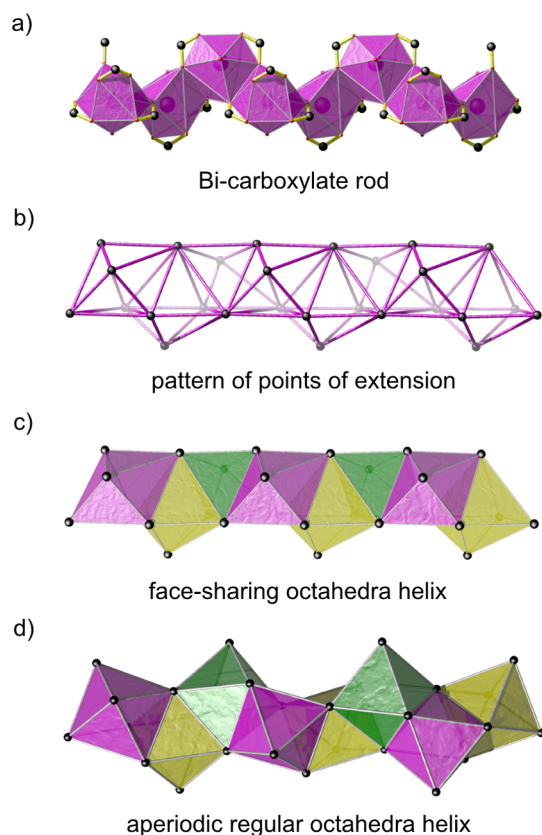 a)
Bi-carboxylate rod
b)
pattern of points of extension
c)
face-sharing octahedra helix
d)
aperiodic regular octahedra helix